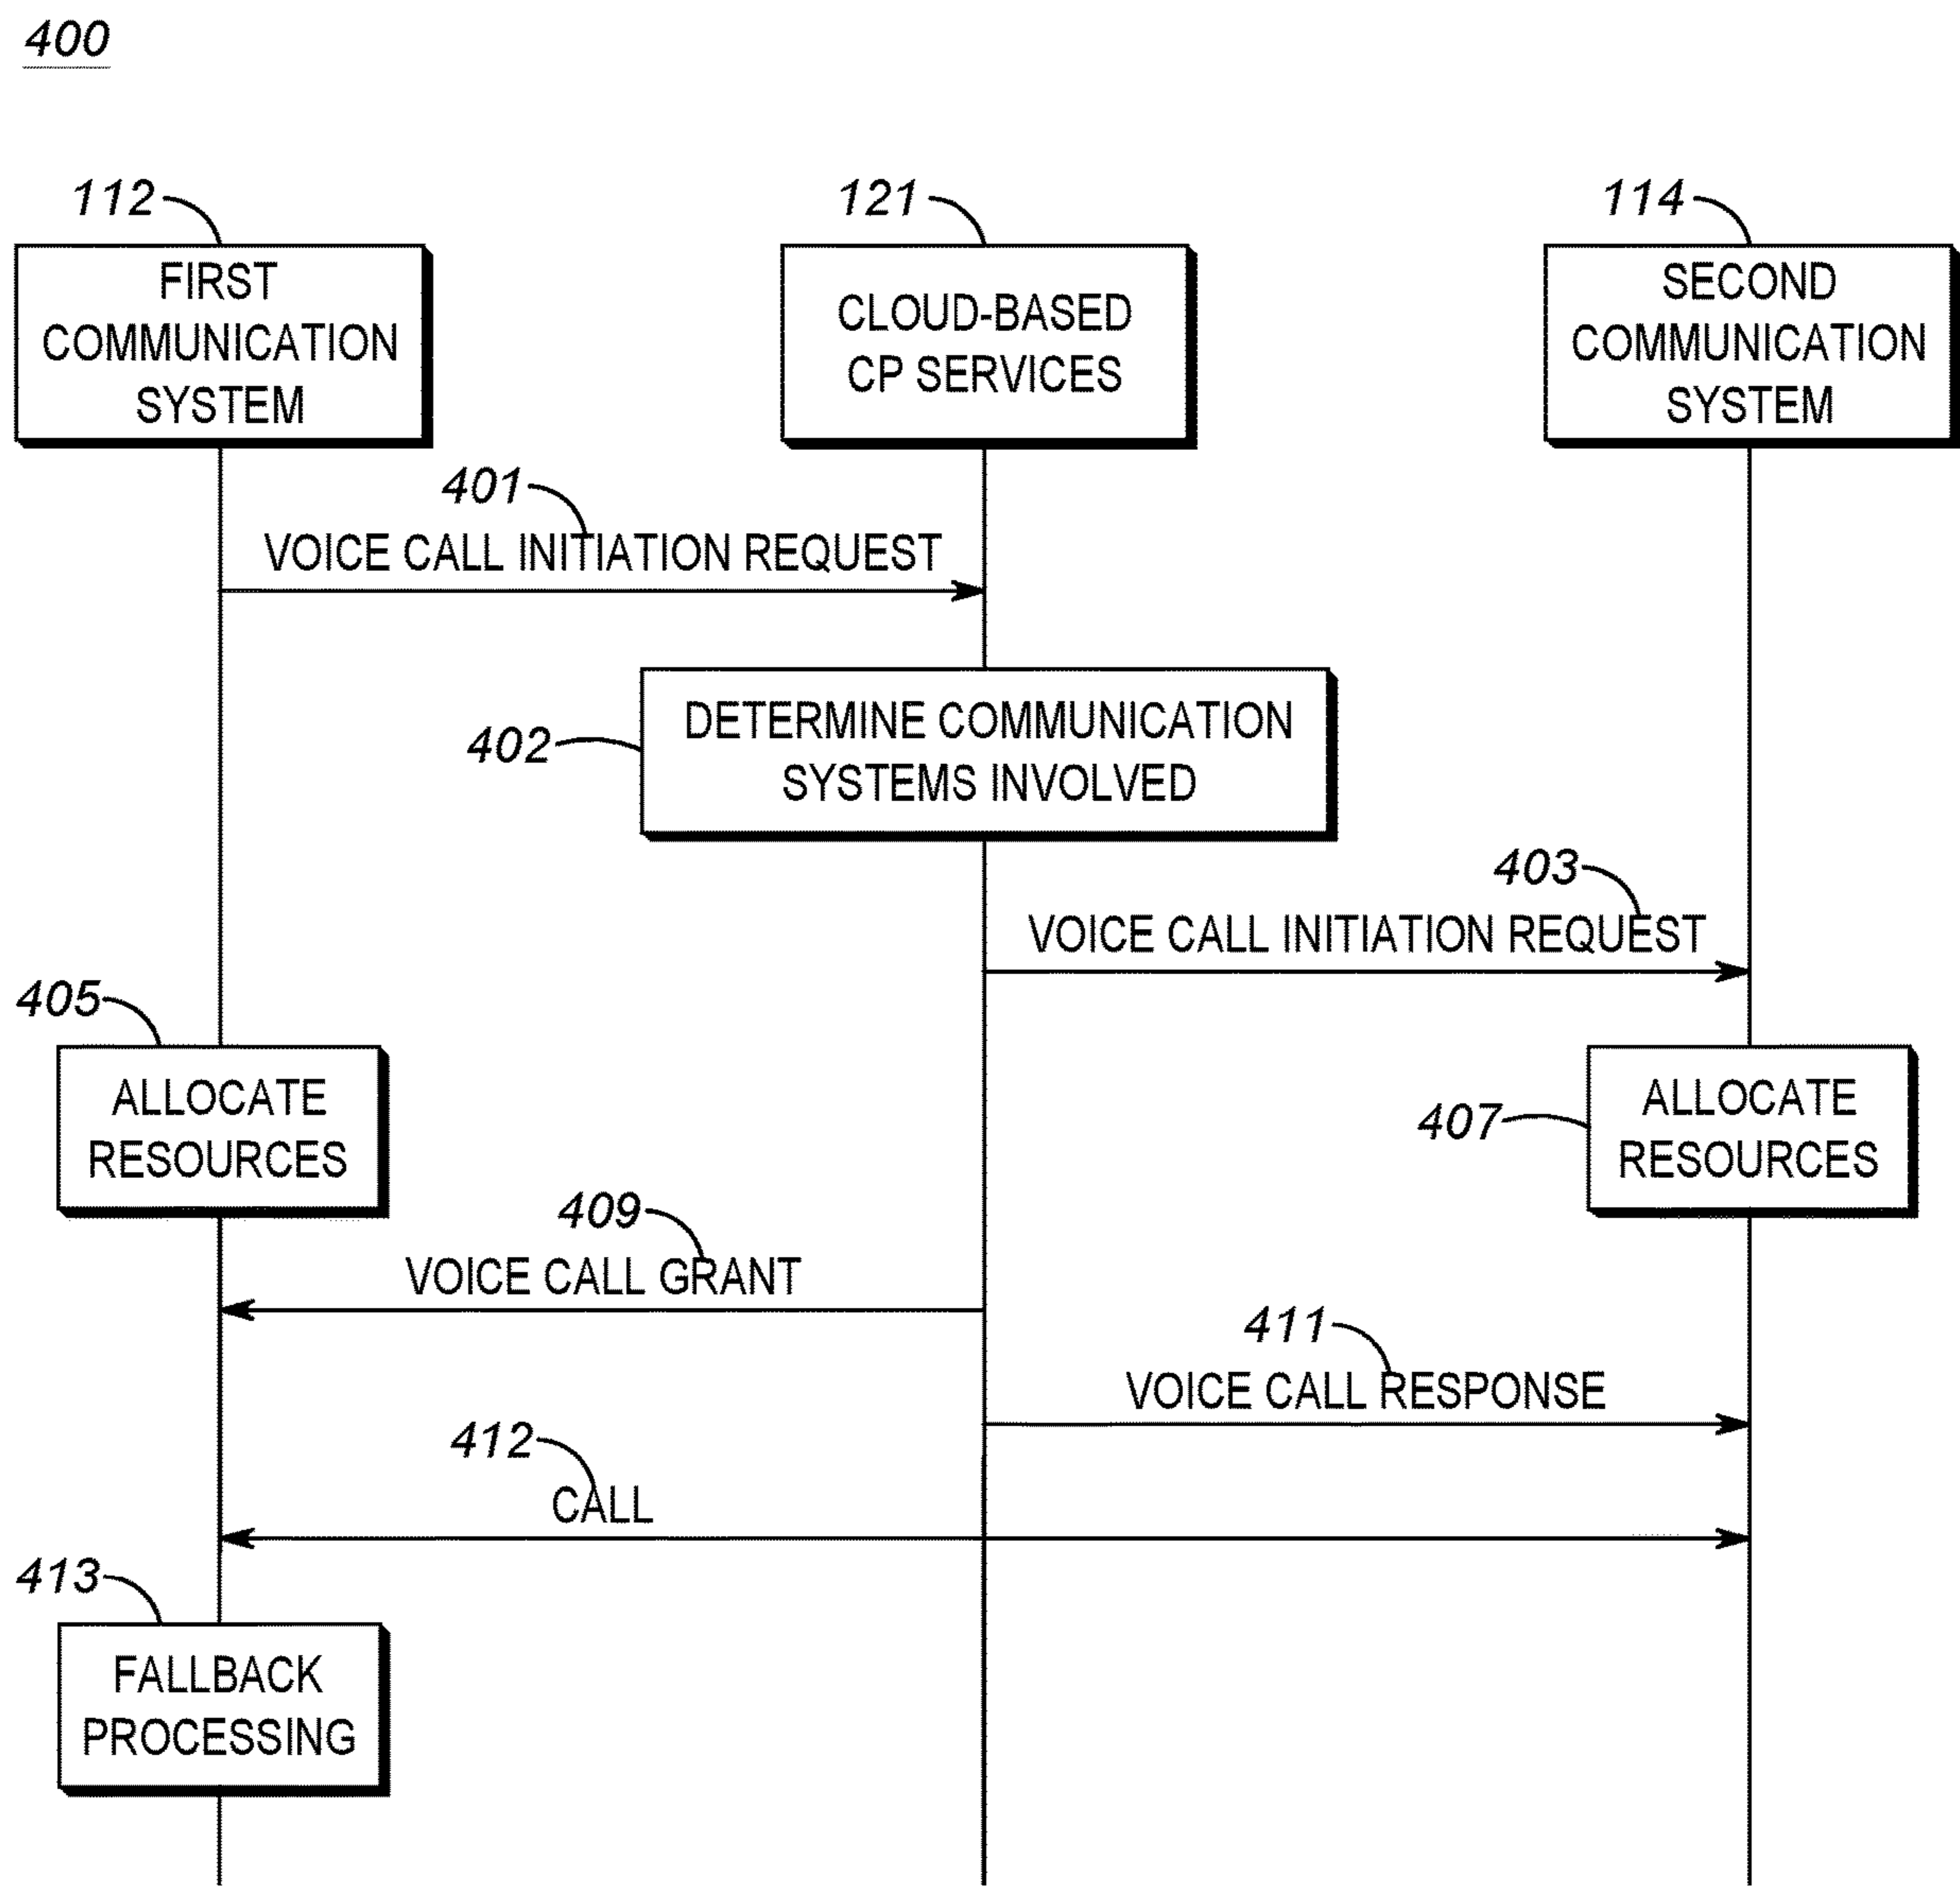 400
112
121
114
FIRST
COMMUNICATION
SYSTEM
CLOUD-BASED
CP SERVICES
SECOND
COMMUNICATION
SYSTEM
401
VOICE CALL INITIATION REQUEST
402
DETERMINE COMMUNICATION
SYSTEMS INVOLVED
403
VOICE CALL INITIATION REQUEST
405
ALLOCATE
RESOURCES
407
ALLOCATE
RESOURCES
409
VOICE CALL GRANT
411
VOICE CALL RESPONSE
412
CALL
413
FALLBACK
PROCESSING